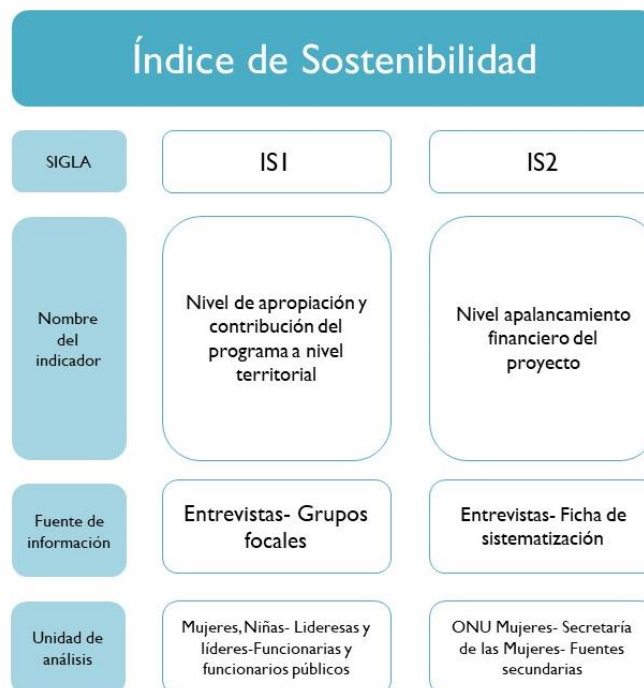 Índice de Sostenibilidad
SIGLA
IS1
IS2
Nombre
del
indicador
Nivel de apropiación y
contribución del
programa a nivel
territorial
Nivel apalancamiento
financiero del
proyecto
Fuente de
información
Entrevistas- Grupos
focales
Entrevistas- Ficha de
sistematización
Unidad de
análisis
Mujeres, Niñas- Lideresas y
líderes-Funcionarias y
funcionarios públicos
ONU Mujeres- Secretaría
de las Mujeres- Fuentes
secundarias